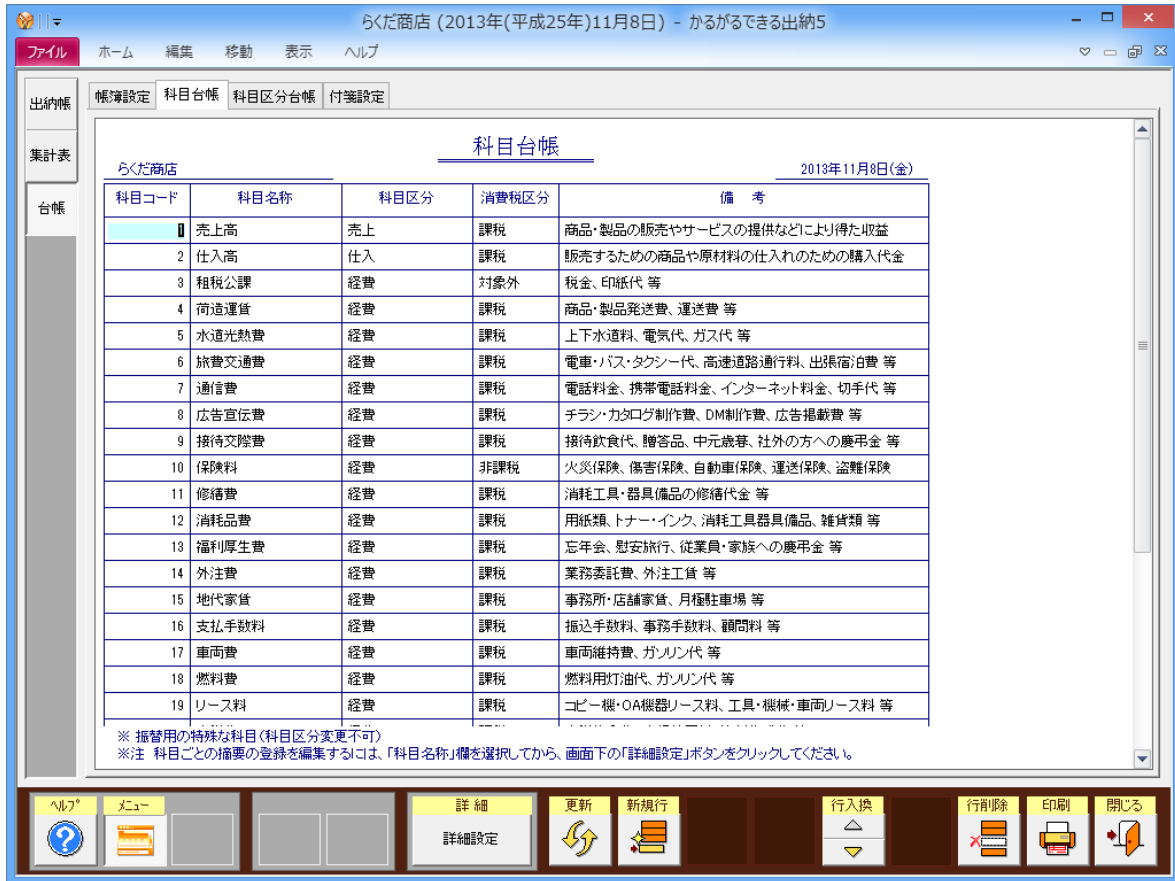 らくだ商店 (2013年(平成25年)11月8日) - かるがるできる出納5
ファイル ホーム 編集 移動 表示 ヘルプ
出納帳
集計表
台帳
帳簿設定 科目台帳 科目区分台帳 付箋設定
科目台帳
らくだ商店 2013年11月8日(金)
科目コード 科目名称 科目区分 消費税区分 備 考
1 売上高 売上 課税 商品・製品の販売やサービスの提供などにより得た収益
2 仕入高 仕入 課税 販売するための商品や原材料の仕入れのための購入代金
3 租税公課 経費 対象外 税金、印紙代 等
4 荷造運賃 経費 課税 商品・製品発送費、運送費 等
5 水道光熱費 経費 課税 上下水道料、電気代、ガス代 等
6 旅費交通費 経費 課税 電車・バス・タクシー代、高速道路通行料、出張宿泊費 等
7 通信費 経費 課税 電話料金、携帯電話料金、インターネット料金、切手代 等
8 広告宣伝費 経費 課税 チラシ・カタログ制作費、DM制作費、広告掲載費 等
9 接待交際費 経費 課税 接待飲食代、贈答品、中元歳暮、社外の方への慶弔金 等
10 保険料 経費 非課税 火災保険、傷害保険、自動車保険、運送保険、盗難保険
11 修繕費 経費 課税 消耗工具・器具備品の修繕代金 等
12 消耗品費 経費 課税 用紙類、トナー・インク、消耗工具器具備品、雑貨類 等
13 福利厚生費 経費 課税 忘年会、慰安旅行、従業員・家族への慶弔金 等
14 外注費 経費 課税 業務委託費、外注工賃 等
15 地代家賃 経費 課税 事務所・店舗家賃、月極駐車場 等
16 支払手数料 経費 課税 振込手数料、事務手数料、顧問料 等
17 車両費 経費 課税 車両維持費、ガソリン代 等
18 燃料費 経費 課税 燃料用灯油代、ガソリン代 等
19 リース料 経費 課税 コピー機・OA機器リース料、工具・機械・車両リース料 等
※ 振替用の特殊な科目(科目区分変更不可)
※注 科目ごとの摘要の登録を編集するには、「科目名称」欄を選択してから、画面下の「詳細設定」ボタンをクリックしてください。
ヘルプ メニュー 詳 細 更新 新規行 行入換 行削除 印刷 閉じる
詳細設定